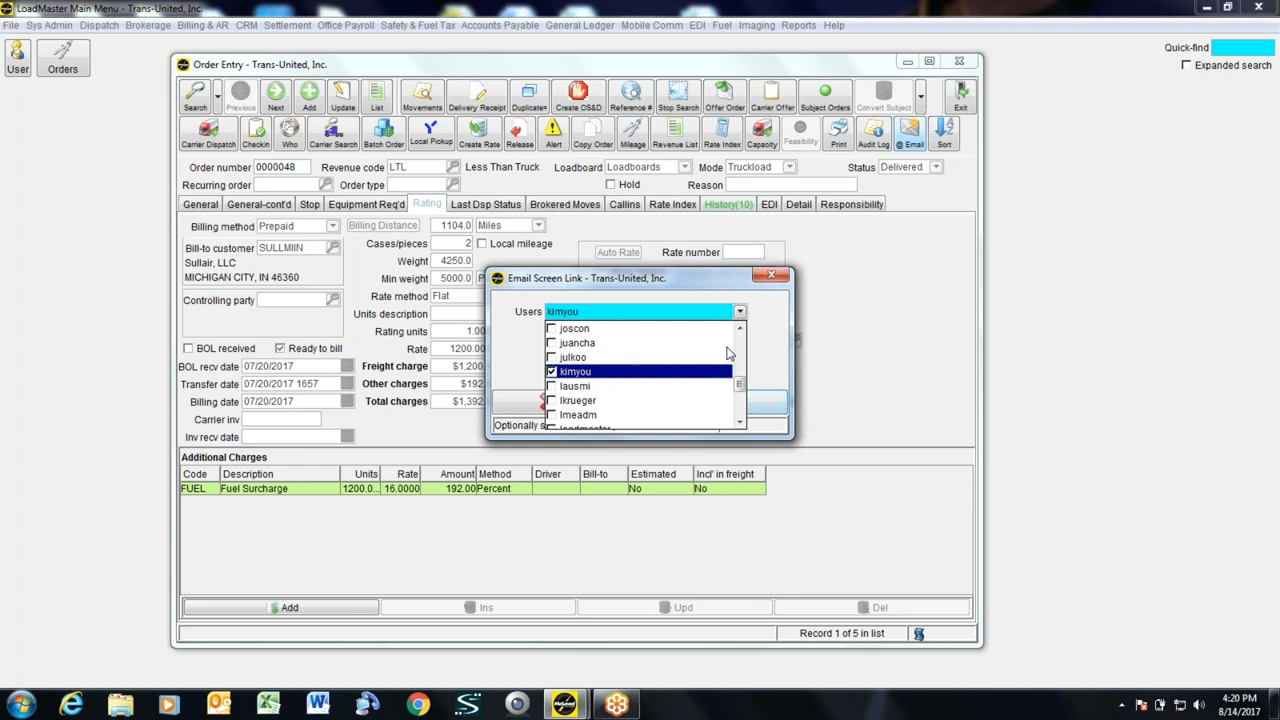 LoadMaster Main Menu - Trans-United, Inc.
File Sys Admin Dispatch Brokerage Billing & AR CRM Settlement Office Payroll Safety & Fuel Tax Accounts Payable General Ledger Mobile Comm EDI Fuel Imaging Reports Help
User Orders
Quick-find
Expanded search
Order Entry - Trans-United, Inc.
Search Previous Next Add Update List Movements Delivery Receipt Duplicate= Create OS&D Reference # Stop Search Offer Order Carrier Offer Subject Orders Convert Subject Exit
Carrier Dispatch Checkin Who Carrier Search Batch Order Local Pickup Create Rate Release Alert Copy Order Mileage Revenue List Rate Index Capacity Feasibility Print Audit Log @ Email Sort
Order number 0000048 Revenue code LTL Less Than Truck Loadboard Loadboards Mode Truckload Status Delivered
Recurring order Order type Hold Reason
General General-cont'd Stop Equipment Req'd Rating Last Dsp Status Brokered Moves Callins Rate Index History(10) EDI Detail Responsibility
Billing method Prepaid Billing Distance 1104.0 Miles
Bill-to customer SULLMIIN Cases/pieces 2 Local mileage Auto Rate Rate number
Sullair, LLC Weight 4250.0
MICHIGAN CITY, IN 46360 Min weight 5000.0
Controlling party Rate method Flat
Units description
Rating units 1.00
BOL received Ready to bill Rate 1200.00
BOL recv date 07/20/2017 Freight charge $1,200
Transfer date 07/20/2017 1657 Other charges $192
Billing date 07/20/2017 Total charges $1,392
Carrier inv
Inv recv date
Email Screen Link - Trans-United, Inc.
Users kimyou
joscon
juancha
julkoo
kimyou
lausmi
lkrueger
lmeadm
loadmaster
Optionally s
Additional Charges
Code Description Units Rate Amount Method Driver Bill-to Estimated Incl' in freight
FUEL Fuel Surcharge 1200.0... 16.0000 192.00 Percent No No
Add Ins Upd Del
Record 1 of 5 in list
4:20 PM
8/14/2017